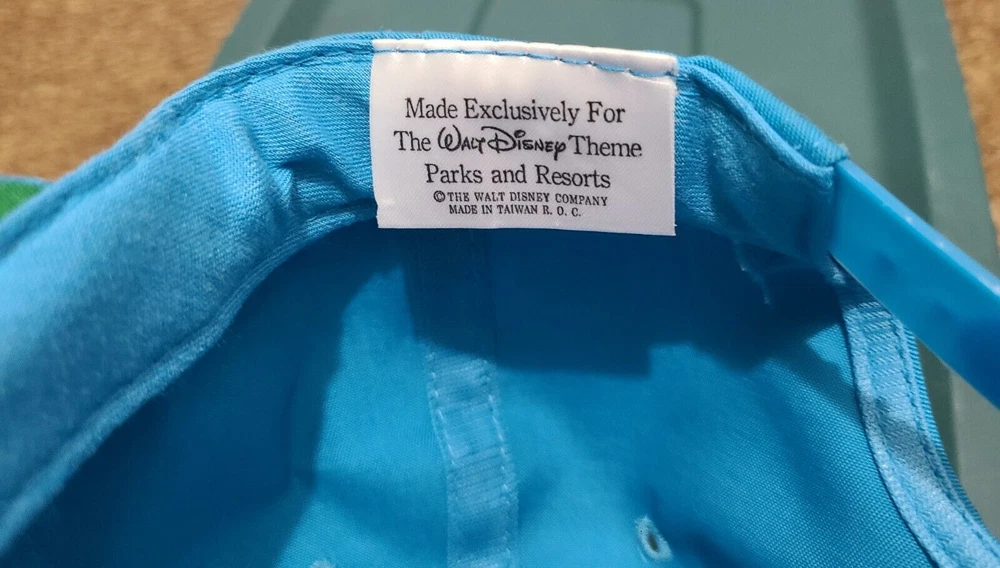 Made Exclusively For
The Walt Disney Theme
Parks and Resorts
© THE WALT DISNEY COMPANY
MADE IN TAIWAN R. O. C.